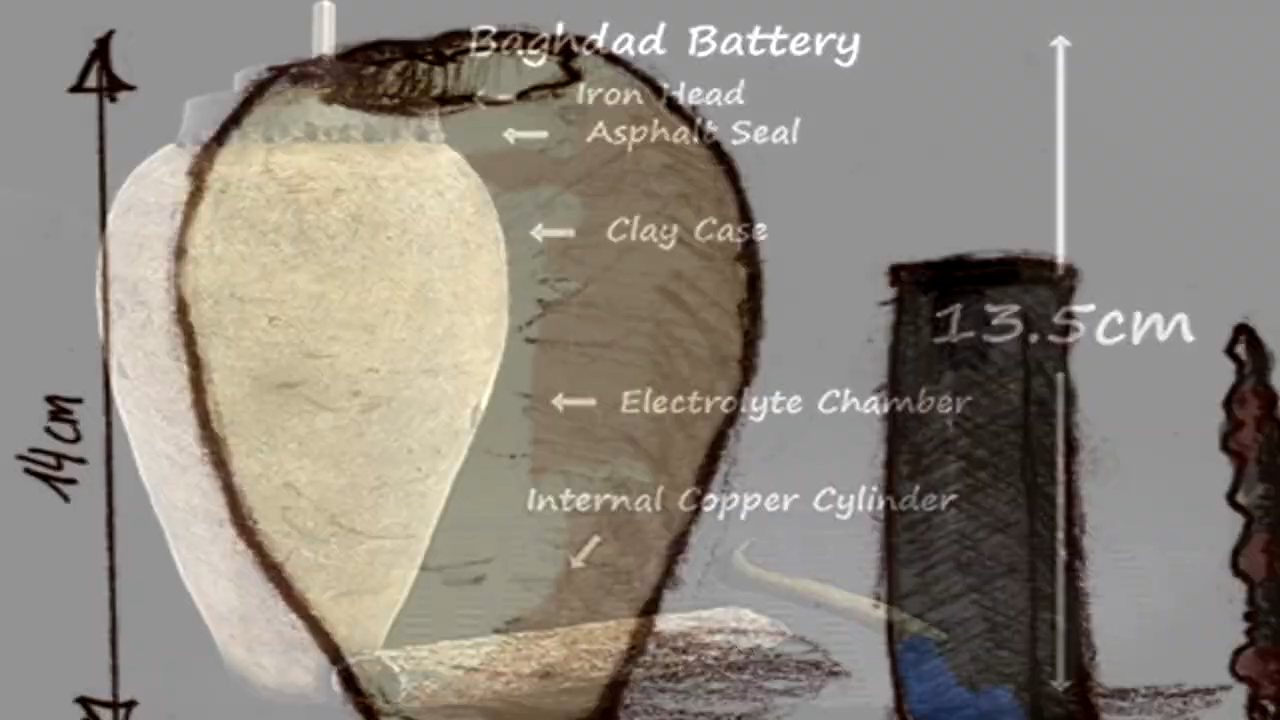 Baghdad Battery
Iron Head
Asphalt Seal
Clay Case
13.5cm
Electrolyte Chamber
14cm
Internal Copper Cylinder